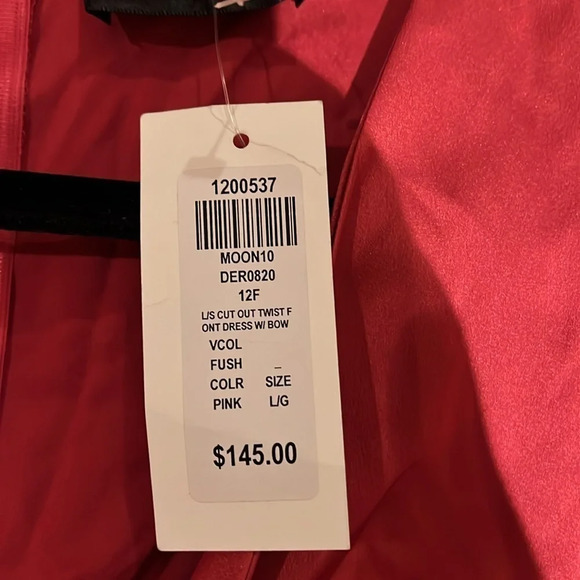 1200537
MOON10
DER0820
12F
L/S CUT OUT TWIST F
ONT DRESS W/ BOW
VCOL
FUSH _
COLR SIZE
PINK L/G
$145.00